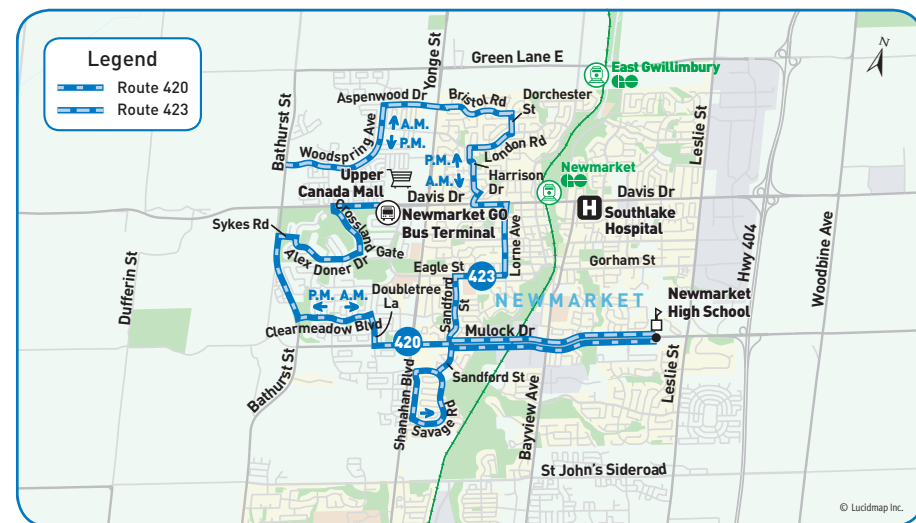 Legend
Route 420
Route 423
N
Green Lane E
East Gwillimbury
GO
Yonge St
Bathurst St
Aspenwood Dr
Bristol Rd
Dorchester
St
Leslie St
Woodspring Ave
A.M.
P.M.
London Rd
P.M.
A.M.
Harrison
Dr
Newmarket
GO
Upper
Canada Mall
Davis Dr
Davis Dr
H
Southlake
Hospital
Newmarket GO
Bus Terminal
Sykes Rd
Crossland
Gate
Alex Doner Dr
Lorne Ave
Eagle St
423
Gorham St
Hwy 404
Woodbine Ave
Dufferin St
Doubletree
La
P.M. A.M.
Sandford
St
NEWMARKET
Newmarket
High School
Clearmeadow Blvd
420
Mulock Dr
Bathurst St
Shanahan Blvd
Sandford St
Savage Rd
Bayview Ave
Leslie St
St John's Sideroad
© Lucidmap Inc.